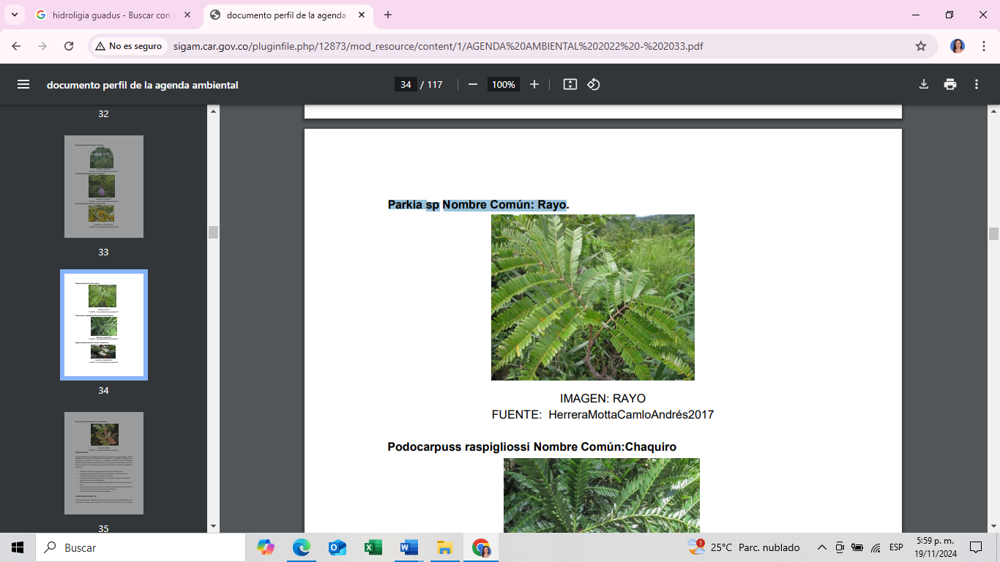 hidroligia guadus - Buscar con
documento perfil de la agenda
No es seguro
sigam.car.gov.co/pluginfile.php/12873/mod_resource/content/1/AGENDA%20AMBIENTAL%202022%20-%202033.pdf
documento perfil de la agenda ambiental
34 / 117
100%
32
33
34
35
Parkia sp Nombre Común: Rayo.
IMAGEN: RAYO
FUENTE: HerreraMottaCamloAndrés2017
Podocarpuss raspigliossi Nombre Común:Chaquiro
Buscar
1
25°C Parc. nublado
ESP
5:59 p. m.
19/11/2024